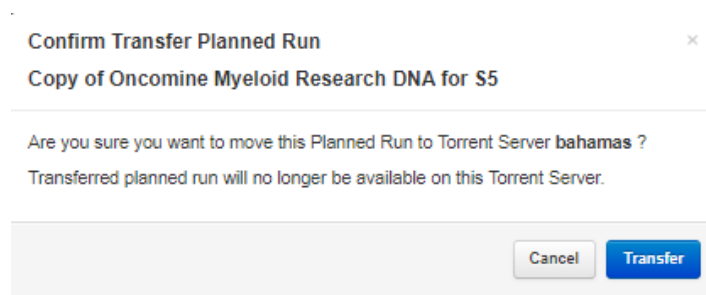 Confirm Transfer Planned Run
×
Copy of Oncomine Myeloid Research DNA for S5
Are you sure you want to move this Planned Run to Torrent Server bahamas ?
Transferred planned run will no longer be available on this Torrent Server.
Cancel
Transfer